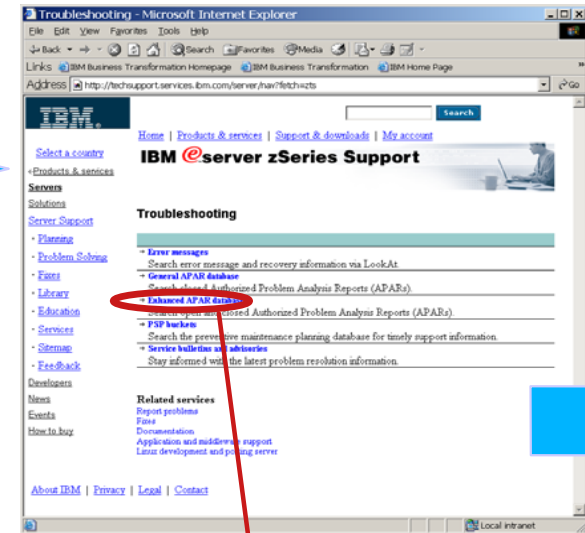 Troubleshooting - Microsoft Internet Explorer
File Edit View Favorites Tools Help
Back Search Favorites Media
Links IBM Business Transformation Homepage IBM Business Transformation IBM Home Page
Address http://techsupport.services.ibm.com/server/nav?fetch=zts Go
IBM
Search
Home | Products & services | Support & downloads | My account
Select a country
IBM eserver zSeries Support
Products & services
Servers
Solutions
Server Support
Planning
Problem Solving
Fixes
Library
Education
Services
Sitemap
Feedback
Developers
News
Events
How to buy
Troubleshooting
Error messages
Search error message and recovery information via LookAt.
General APAR database
Search closed Authorized Problem Analysis Reports (APARs).
Enhanced APAR database
Search open and closed Authorized Problem Analysis Reports (APARs).
PSP buckets
Search the preventive maintenance planning database for timely support information.
Service bulletins and advisories
Stay informed with the latest problem resolution information.
Related services
Report problems
Fixes
Documentation
Application and middleware support
Linux development and porting server
About IBM | Privacy | Legal | Contact
Local intranet